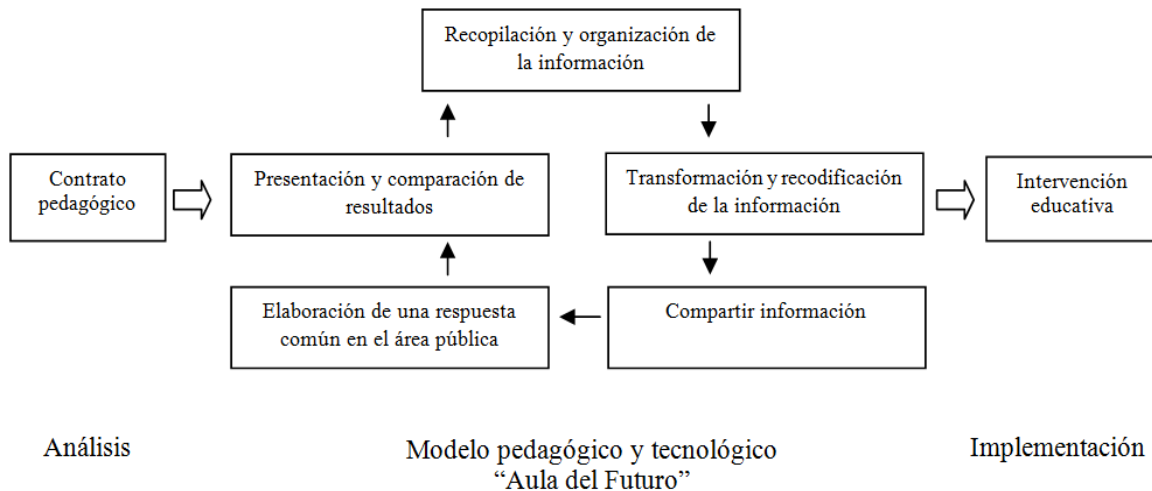 Recopilación y organización de
la información
Contrato
pedagógico
Presentación y comparación de
resultados
Transformación y recodificación
de la información
Intervención
educativa
Elaboración de una respuesta
común en el área pública
Compartir información
Análisis
Modelo pedagógico y tecnológico
“Aula del Futuro”
Implementación